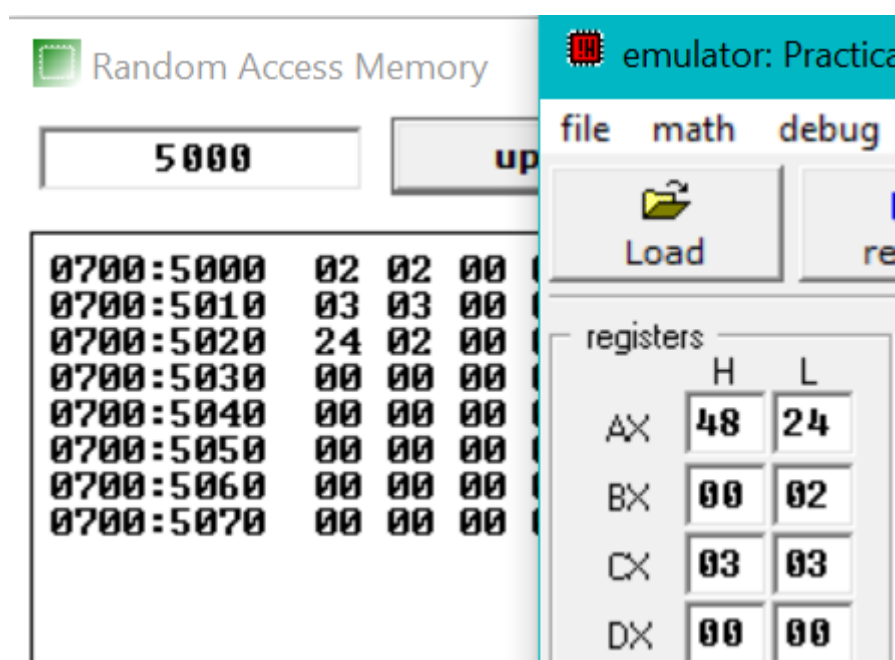 Random Access Memory
emulator: Practica
5000
up
file math debug
Load
re
0700:5000 02 02 00
0700:5010 03 03 00
0700:5020 24 02 00
0700:5030 00 00 00
0700:5040 00 00 00
0700:5050 00 00 00
0700:5060 00 00 00
0700:5070 00 00 00
registers
H L
AX 48 24
BX 00 02
CX 03 03
DX 00 00